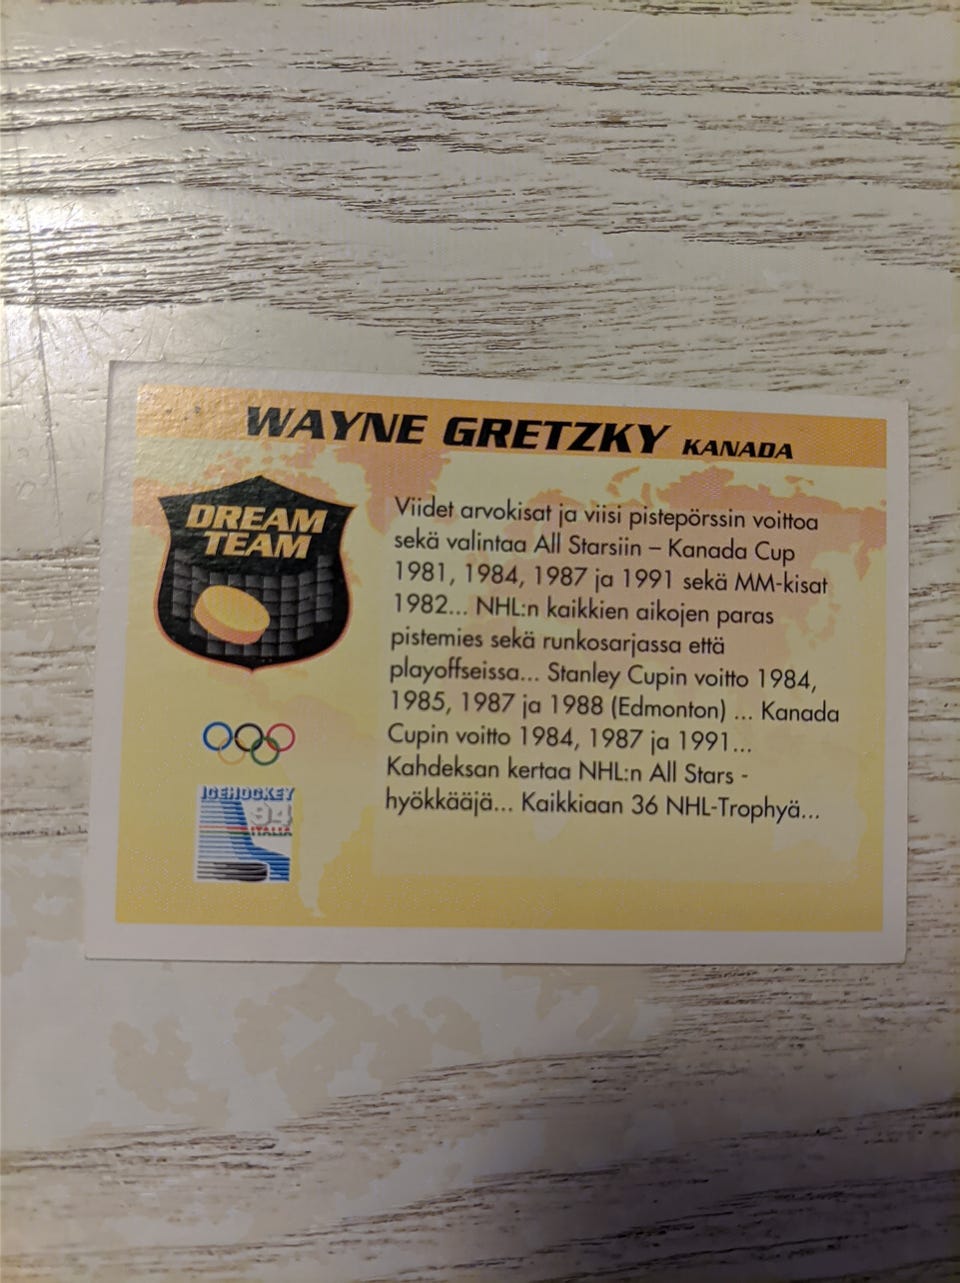 WAYNE GRETZKY KANADA
DREAM
TEAM
Viidet arvokisat ja viisi pistepörssin voittoa
sekä valintaa All Starsiin – Kanada Cup
1981, 1984, 1987 ja 1991 sekä MM-kisat
1982... NHL:n kaikkien aikojen paras
pistemies sekä runkosarjassa että
playoffseissa... Stanley Cupin voitto 1984,
1985, 1987 ja 1988 (Edmonton) ... Kanada
Cupin voitto 1984, 1987 ja 1991...
Kahdeksan kertaa NHL:n All Stars -
hyökkääjä... Kaikkiaan 36 NHL-Trophyä...
ICEHOCKEY
94
ITALIA